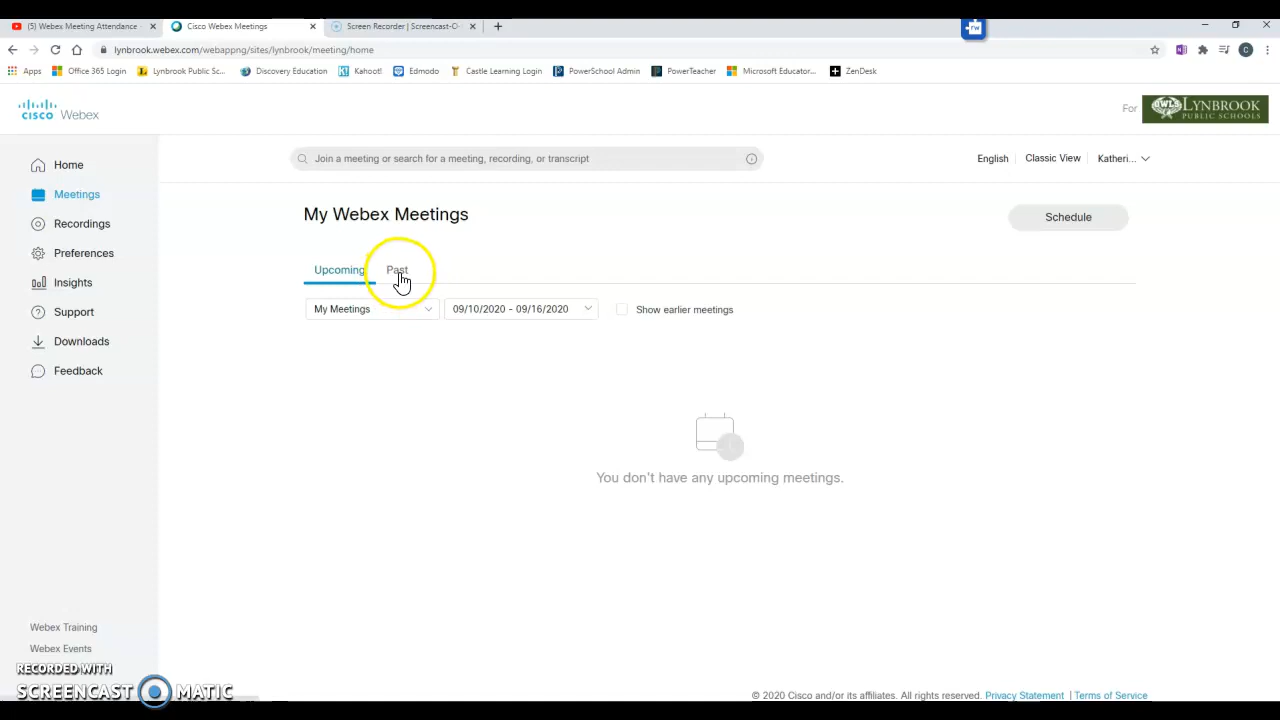 (5) Webex Meeting Attendance
Cisco Webex Meetings
Screen Recorder | Screencast-O-
lynbrook.webex.com/webappng/sites/lynbrook/meeting/home
Apps
Office 365 Login
Lynbrook Public Sc...
Discovery Education
Kahoot!
Edmodo
Castle Learning Login
PowerSchool Admin
PowerTeacher
Microsoft Educator...
ZenDesk
cisco Webex
For
OWLS LYNBROOK
PUBLIC SCHOOLS
Join a meeting or search for a meeting, recording, or transcript
English
Classic View
Katheri...
Home
Meetings
Recordings
Preferences
Insights
Support
Downloads
Feedback
My Webex Meetings
Schedule
Upcoming
Past
My Meetings
09/10/2020 - 09/16/2020
Show earlier meetings
You don't have any upcoming meetings.
Webex Training
Webex Events
RECORDED WITH
SCREENCAST MATIC
© 2020 Cisco and/or its affiliates. All rights reserved. Privacy Statement | Terms of Service